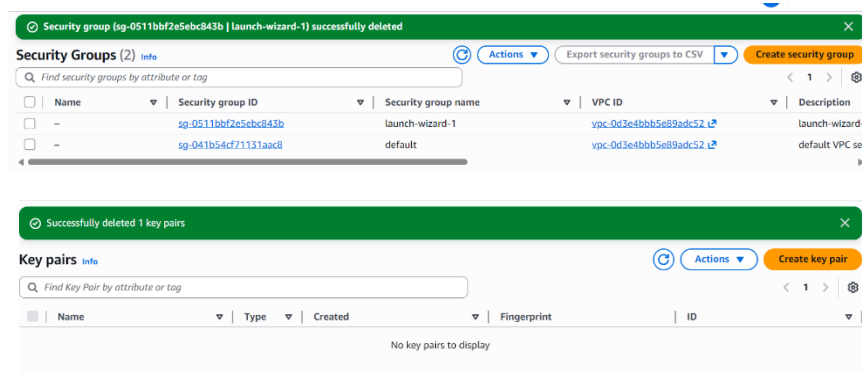 Security group (sg-0511bbf2e5ebc843b | launch-wizard-1) successfully deleted
Security Groups (2) Info Actions Export security groups to CSV Create security group
Find security groups by attribute or tag 1
Name Security group ID Security group name VPC ID Description
– sg-0511bbf2e5ebc843b launch-wizard-1 vpc-0d3e4bbb5e89adc52 launch-wizard-
– sg-041b54cf71131aac8 default vpc-0d3e4bbb5e89adc52 default VPC se
Successfully deleted 1 key pairs
Key pairs Info Actions Create key pair
Find Key Pair by attribute or tag 1
Name Type Created Fingerprint ID
No key pairs to display